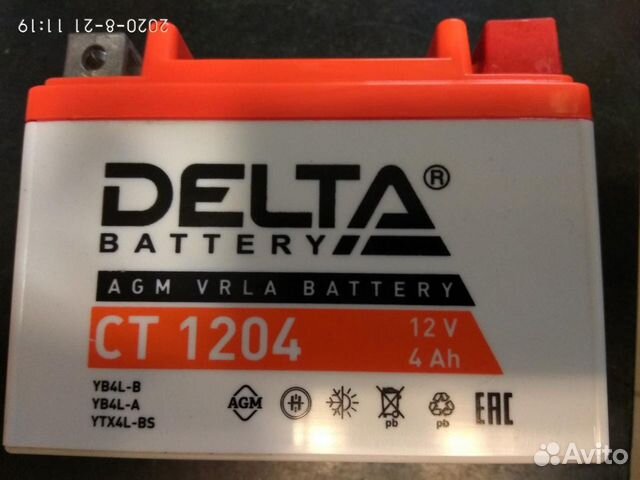 2020-8-21 11:19
DELTA®
BATTERY
AGM VRLA BATTERY
CT 1204
12 V
4 Ah
YB4L-B
YB4L-A
YTX4L-BS
AGM
pb
pb
EAC
Avito